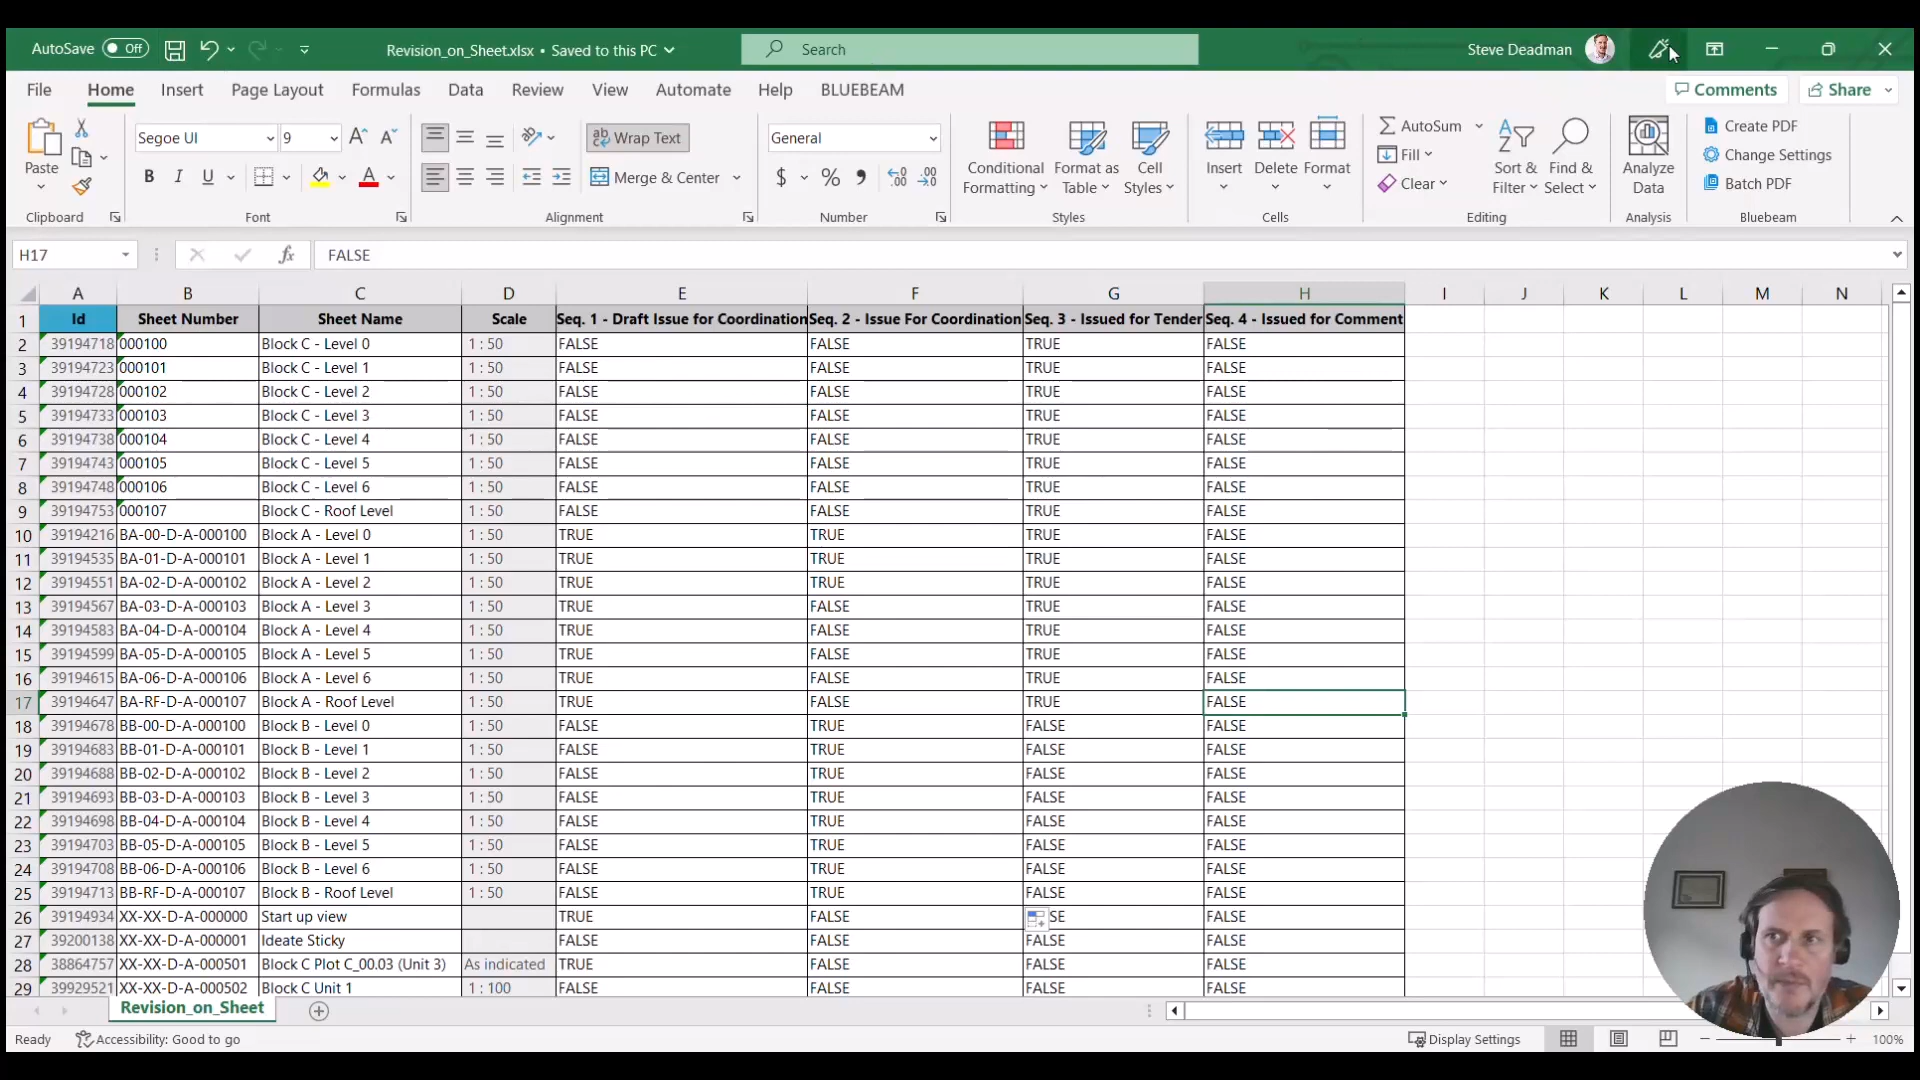 AutoSave Off Revision_on_Sheet.xlsx • Saved to this PC Search Steve Deadman
File Home Insert Page Layout Formulas Data Review View Automate Help BLUEBEAM Comments Share
Paste Segoe UI 9 Wrap Text General Conditional Formatting Format as Table Cell Styles Insert Delete Format AutoSum Sort & Filter Find & Select Analyze Data Create PDF
B I U Merge & Center $ % Fill Clear Change Settings Batch PDF
Clipboard Font Alignment Number Styles Cells Editing Analysis Bluebeam
H17 fx FALSE
A B C D E F G H I J K L M N
1 Id Sheet Number Sheet Name Scale Seq. 1 - Draft Issue for Coordination Seq. 2 - Issue For Coordination Seq. 3 - Issued for Tender Seq. 4 - Issued for Comment
2 39194718 000100 Block C - Level 0 1 : 50 FALSE FALSE TRUE FALSE
3 39194723 000101 Block C - Level 1 1 : 50 FALSE FALSE TRUE FALSE
4 39194728 000102 Block C - Level 2 1 : 50 FALSE FALSE TRUE FALSE
5 39194733 000103 Block C - Level 3 1 : 50 FALSE FALSE TRUE FALSE
6 39194738 000104 Block C - Level 4 1 : 50 FALSE FALSE TRUE FALSE
7 39194743 000105 Block C - Level 5 1 : 50 FALSE FALSE TRUE FALSE
8 39194748 000106 Block C - Level 6 1 : 50 FALSE FALSE TRUE FALSE
9 39194753 000107 Block C - Roof Level 1 : 50 FALSE FALSE TRUE FALSE
10 39194216 BA-00-D-A-000100 Block A - Level 0 1 : 50 TRUE TRUE TRUE FALSE
11 39194535 BA-01-D-A-000101 Block A - Level 1 1 : 50 TRUE TRUE TRUE FALSE
12 39194551 BA-02-D-A-000102 Block A - Level 2 1 : 50 TRUE TRUE TRUE FALSE
13 39194567 BA-03-D-A-000103 Block A - Level 3 1 : 50 TRUE FALSE TRUE FALSE
14 39194583 BA-04-D-A-000104 Block A - Level 4 1 : 50 TRUE FALSE TRUE FALSE
15 39194599 BA-05-D-A-000105 Block A - Level 5 1 : 50 TRUE FALSE TRUE FALSE
16 39194615 BA-06-D-A-000106 Block A - Level 6 1 : 50 TRUE FALSE TRUE FALSE
17 39194647 BA-RF-D-A-000107 Block A - Roof Level 1 : 50 TRUE FALSE TRUE FALSE
18 39194678 BB-00-D-A-000100 Block B - Level 0 1 : 50 FALSE TRUE FALSE FALSE
19 39194683 BB-01-D-A-000101 Block B - Level 1 1 : 50 FALSE TRUE FALSE FALSE
20 39194688 BB-02-D-A-000102 Block B - Level 2 1 : 50 FALSE TRUE FALSE FALSE
21 39194693 BB-03-D-A-000103 Block B - Level 3 1 : 50 FALSE TRUE FALSE FALSE
22 39194698 BB-04-D-A-000104 Block B - Level 4 1 : 50 FALSE TRUE FALSE FALSE
23 39194703 BB-05-D-A-000105 Block B - Level 5 1 : 50 FALSE TRUE FALSE FALSE
24 39194708 BB-06-D-A-000106 Block B - Level 6 1 : 50 FALSE TRUE FALSE FALSE
25 39194713 BB-RF-D-A-000107 Block B - Roof Level 1 : 50 FALSE TRUE FALSE FALSE
26 39194934 XX-XX-D-A-000000 Start up view TRUE FALSE SE FALSE
27 39200138 XX-XX-D-A-000001 Ideate Sticky FALSE FALSE FALSE FALSE
28 38864757 XX-XX-D-A-000501 Block C Plot C_00.03 (Unit 3) As indicated TRUE FALSE FALSE FALSE
29 39929521 XX-XX-D-A-000502 Block C Unit 1 1 : 100 FALSE FALSE FALSE FALSE
Revision_on_Sheet
Ready Accessibility: Good to go Display Settings 100%